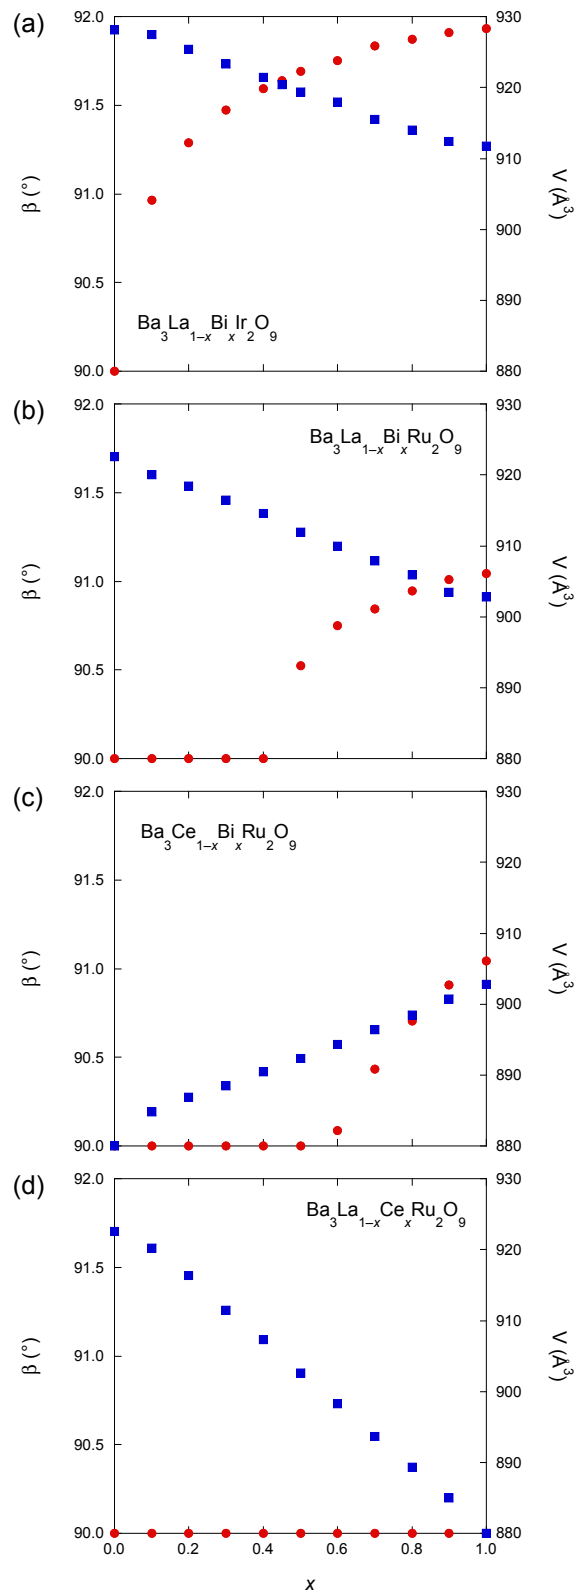 (a)
92.0
91.5
91.0
90.5
90.0
β (°)
930
920
910
900
890
880
V (Å³)
Ba₃La₁₋ₓBiₓIr₂O₉
(b)
92.0
91.5
91.0
90.5
90.0
β (°)
930
920
910
900
890
880
V (Å³)
Ba₃La₁₋ₓBiₓRu₂O₉
(c)
92.0
91.5
91.0
90.5
90.0
β (°)
930
920
910
900
890
880
V (Å³)
Ba₃Ce₁₋ₓBiₓRu₂O₉
(d)
92.0
91.5
91.0
90.5
90.0
β (°)
930
920
910
900
890
880
V (Å³)
Ba₃La₁₋ₓCeₓRu₂O₉
0.0 0.2 0.4 0.6 0.8 1.0
x